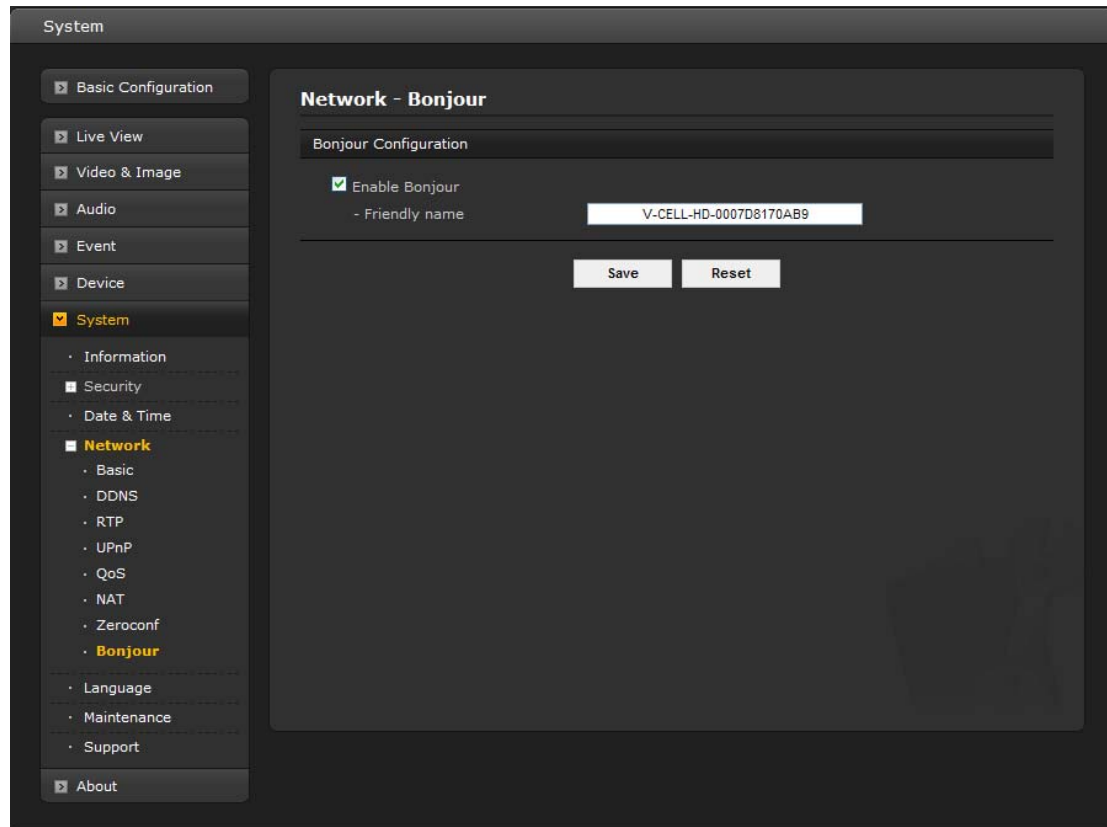 System
Basic Configuration
Live View
Video & Image
Audio
Event
Device
System
· Information
Security
· Date & Time
Network
· Basic
· DDNS
· RTP
· UPnP
· QoS
· NAT
· Zeroconf
· Bonjour
· Language
· Maintenance
· Support
About
Network - Bonjour
Bonjour Configuration
Enable Bonjour
- Friendly name V-CELL-HD-0007D8170AB9
Save Reset